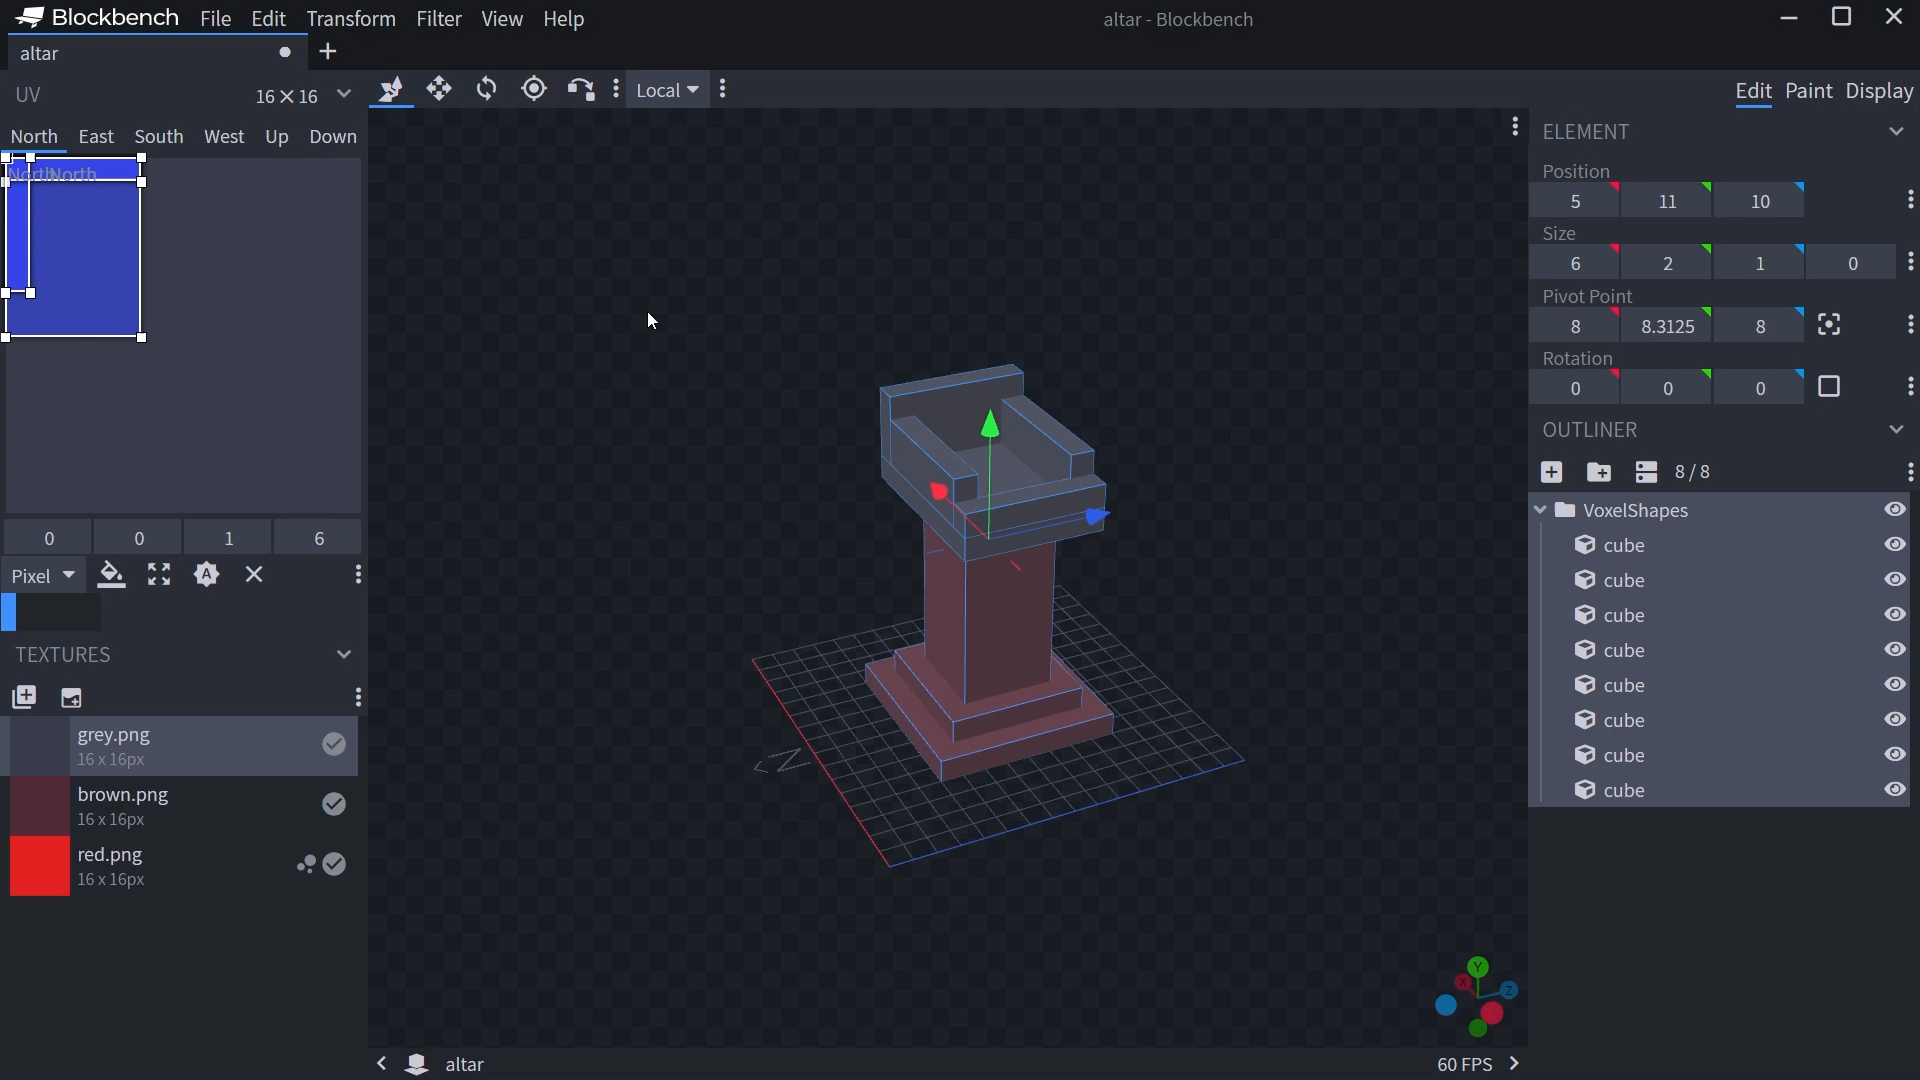 Blockbench File Edit Transform Filter View Help
altar - Blockbench
altar
UV
16 × 16
Local
Edit Paint Display
North East South West Up Down
North North
0 0 1 6
Pixel
TEXTURES
grey.png
16 x 16px
brown.png
16 x 16px
red.png
16 x 16px
N
ELEMENT
Position
5 11 10
Size
6 2 1 0
Pivot Point
8 8.3125 8
Rotation
0 0 0
OUTLINER
8 / 8
VoxelShapes
cube
cube
cube
cube
cube
cube
cube
cube
Y
X
Z
altar
60 FPS